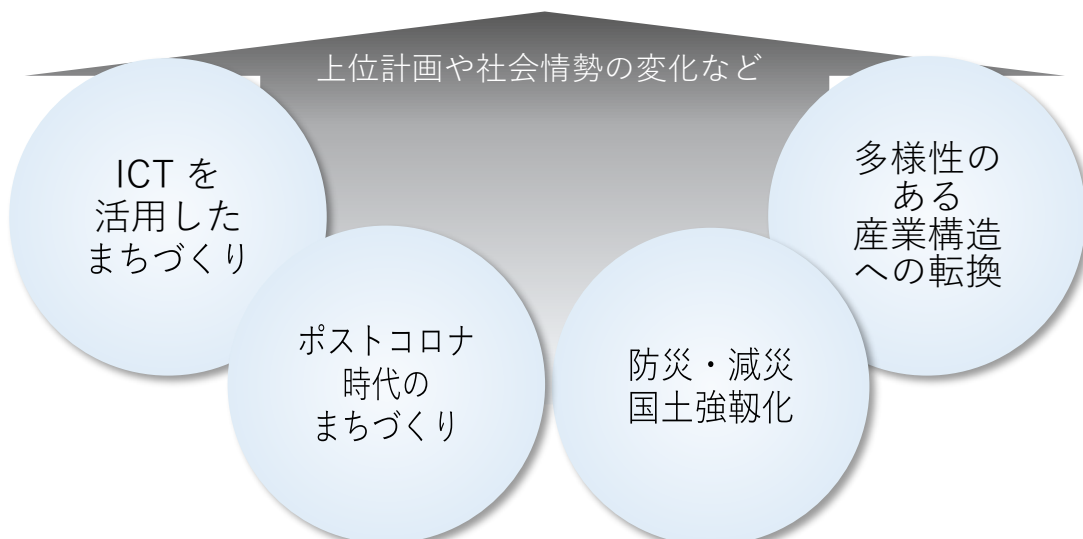 上位計画や社会情勢の変化など
ICT を
活用した
まちづくり
ポストコロナ
時代の
まちづくり
防災・減災
国土強靱化
多様性の
ある
産業構造
への転換